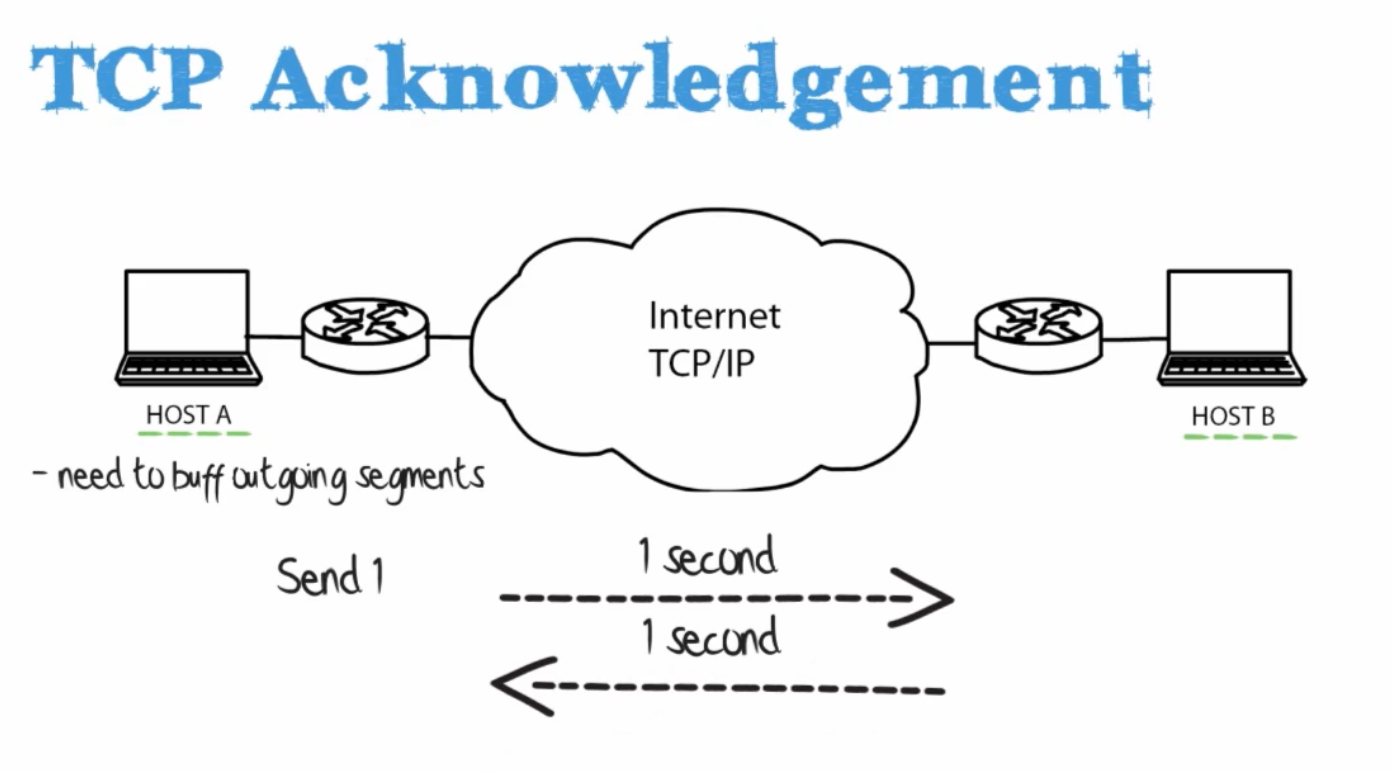 TCP Acknowledgement
Internet
TCP/IP
HOST A
HOST B
- need to buff outgoing segments
Send 1
1 second
1 second